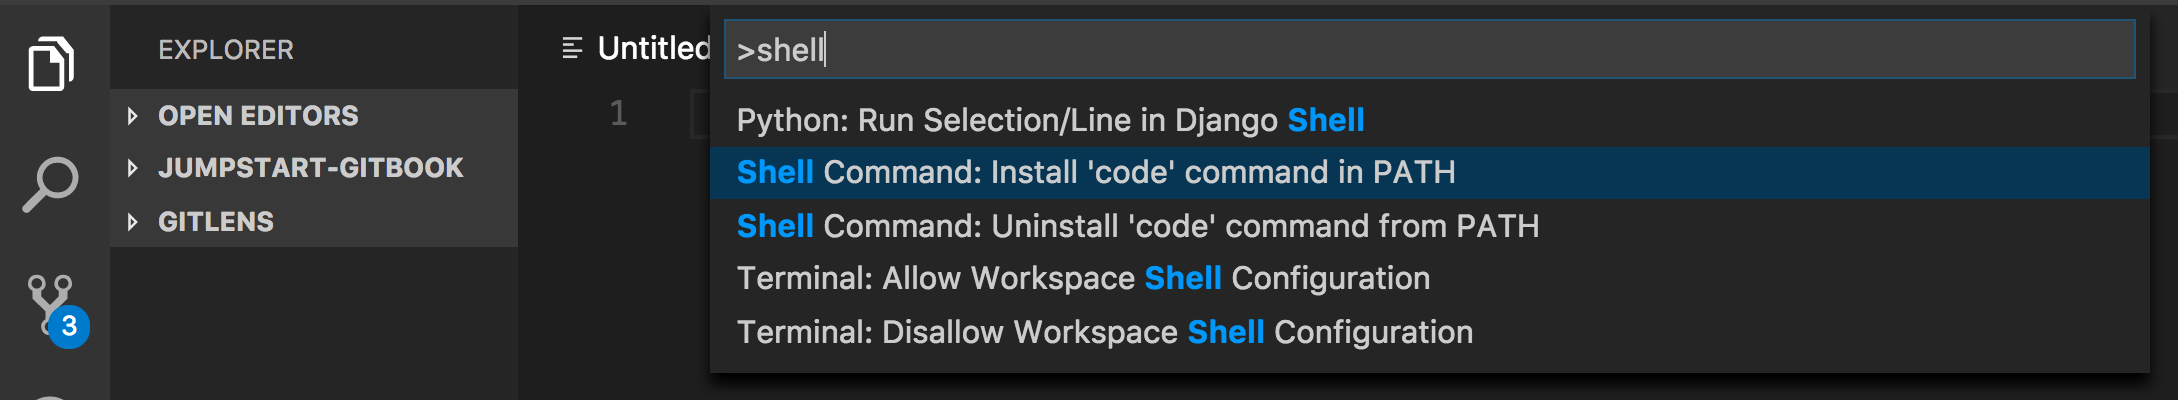 EXPLORER
OPEN EDITORS
JUMPSTART-GITBOOK
GITLENS
3
Untitled
1
>shell
Python: Run Selection/Line in Django Shell
Shell Command: Install 'code' command in PATH
Shell Command: Uninstall 'code' command from PATH
Terminal: Allow Workspace Shell Configuration
Terminal: Disallow Workspace Shell Configuration